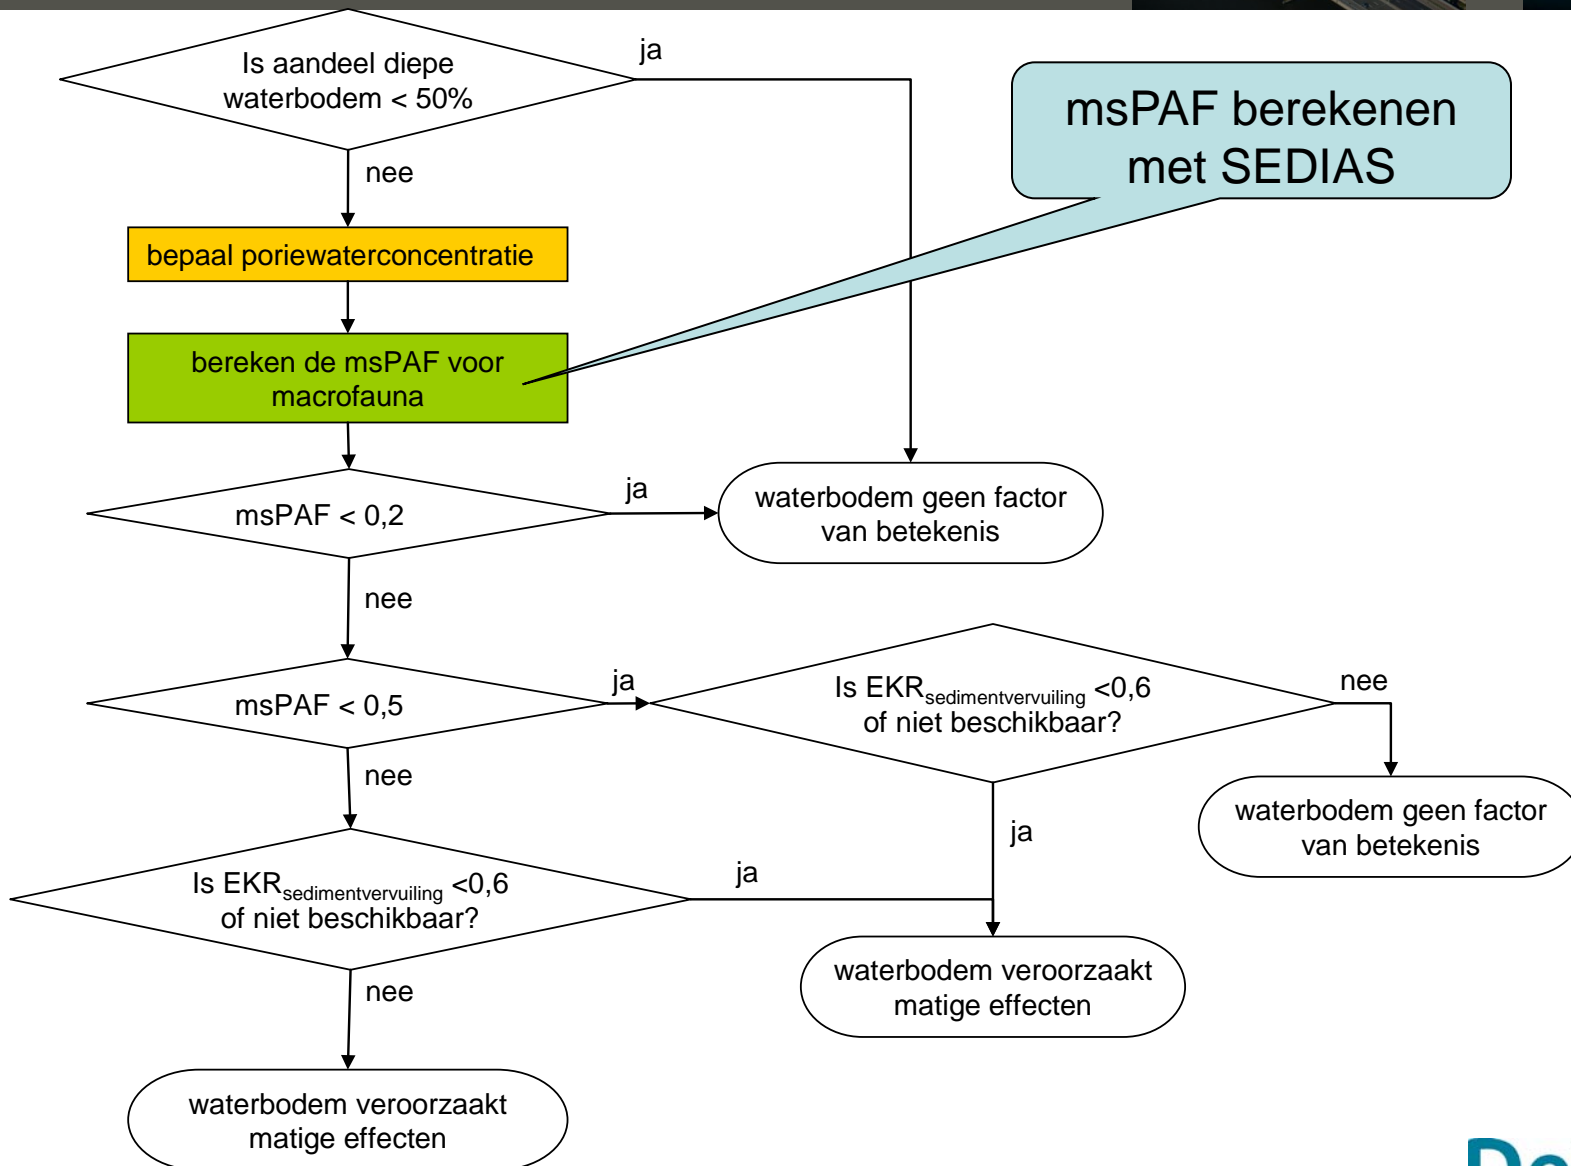 Is aandeel diepe
waterbodem < 50%
ja
msPAF berekenen
met SEDIAS
nee
bepaal poriewaterconcentratie
bereken de msPAF voor
macrofauna
msPAF < 0,2
ja
waterbodem geen factor
van betekenis
nee
msPAF < 0,5
ja
Is EKRsedimentvervuiling <0,6
of niet beschikbaar?
nee
nee
waterbodem geen factor
van betekenis
ja
Is EKRsedimentvervuiling <0,6
of niet beschikbaar?
ja
waterbodem veroorzaakt
matige effecten
nee
waterbodem veroorzaakt
matige effecten